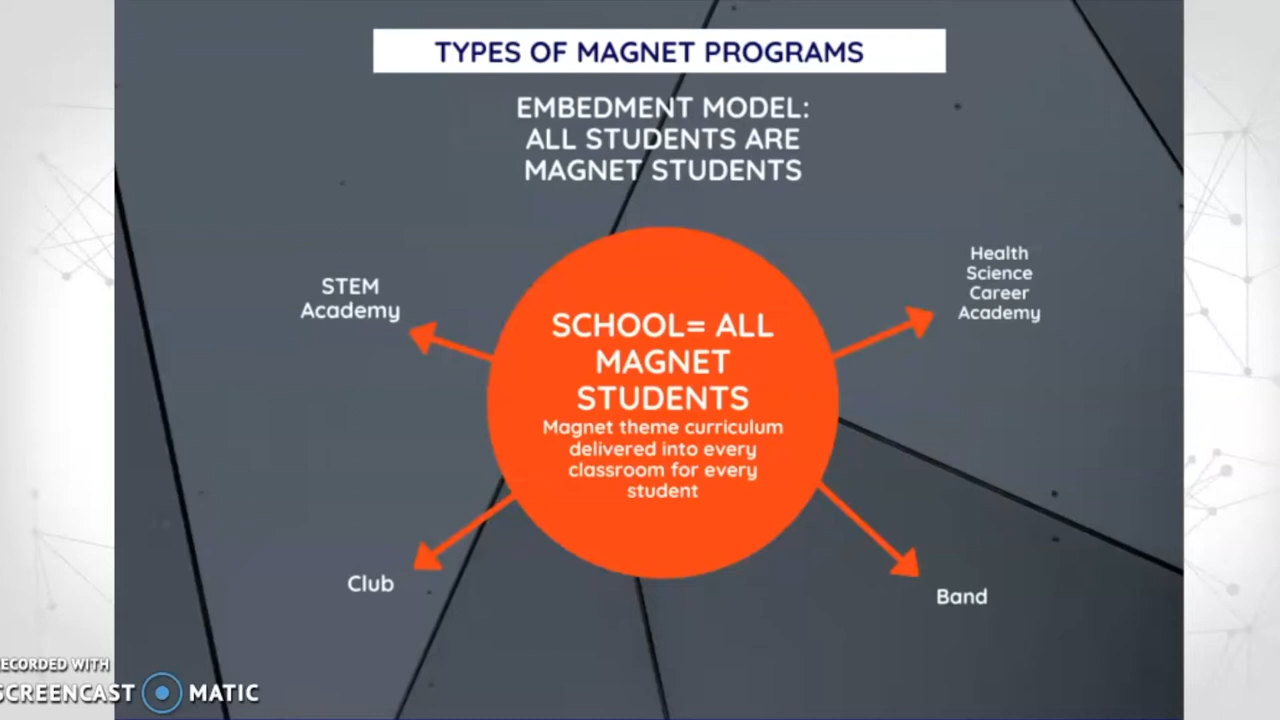 TYPES OF MAGNET PROGRAMS
EMBEDMENT MODEL:
ALL STUDENTS ARE
MAGNET STUDENTS
STEM
Academy
Health
Science
Career
Academy
SCHOOL= ALL
MAGNET
STUDENTS
Magnet theme curriculum
delivered into every
classroom for every
student
Club
Band
ECORDED WITH
SCREENCAST MATIC